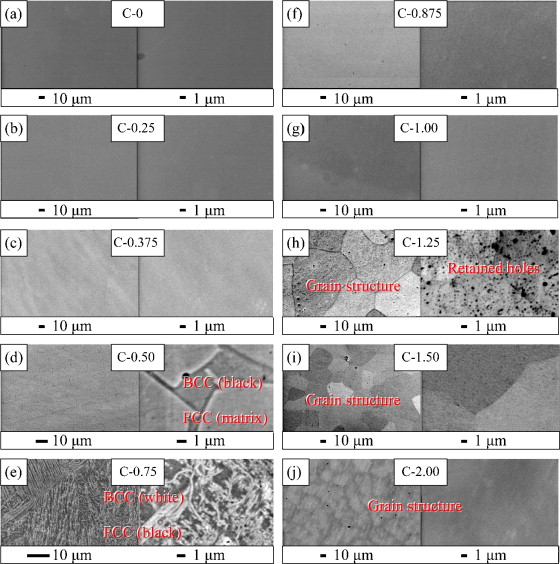 (a) C-0
10 μm 1 μm
(b) C-0.25
10 μm 1 μm
(c) C-0.375
10 μm 1 μm
(d) C-0.50
BCC (black)
FCC (matrix)
10 μm 1 μm
(e) C-0.75
BCC (white)
FCC (black)
10 μm 1 μm
(f) C-0.875
10 μm 1 μm
(g) C-1.00
10 μm 1 μm
(h) C-1.25
Retained holes
Grain structure
10 μm 1 μm
(i) C-1.50
Grain structure
10 μm 1 μm
(j) C-2.00
Grain structure
10 μm 1 μm